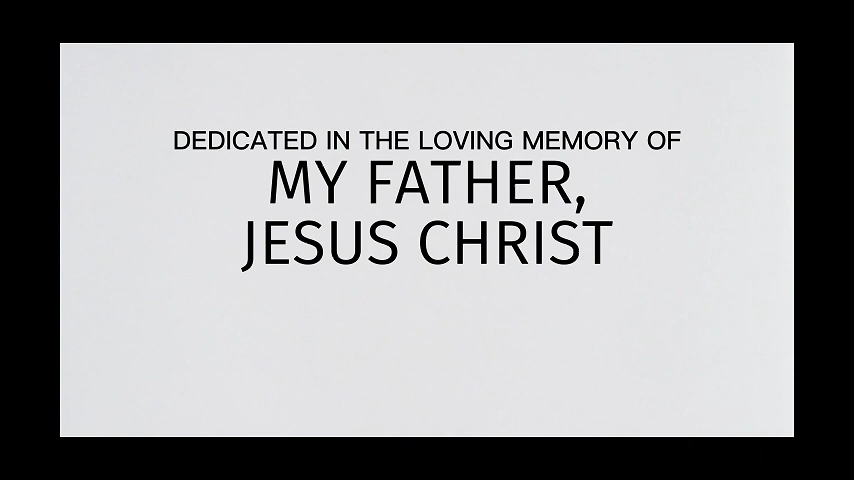 DEDICATED IN THE LOVING MEMORY OF
MY FATHER,
JESUS CHRIST